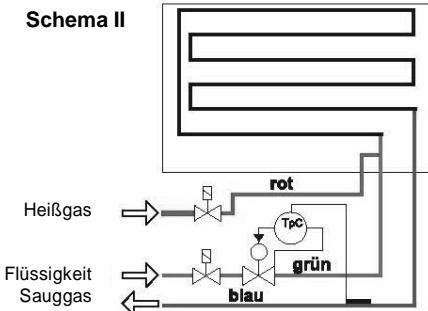 Schema II
rot
Heißgas
TpC
grün
Flüssigkeit
Sauggas
blau